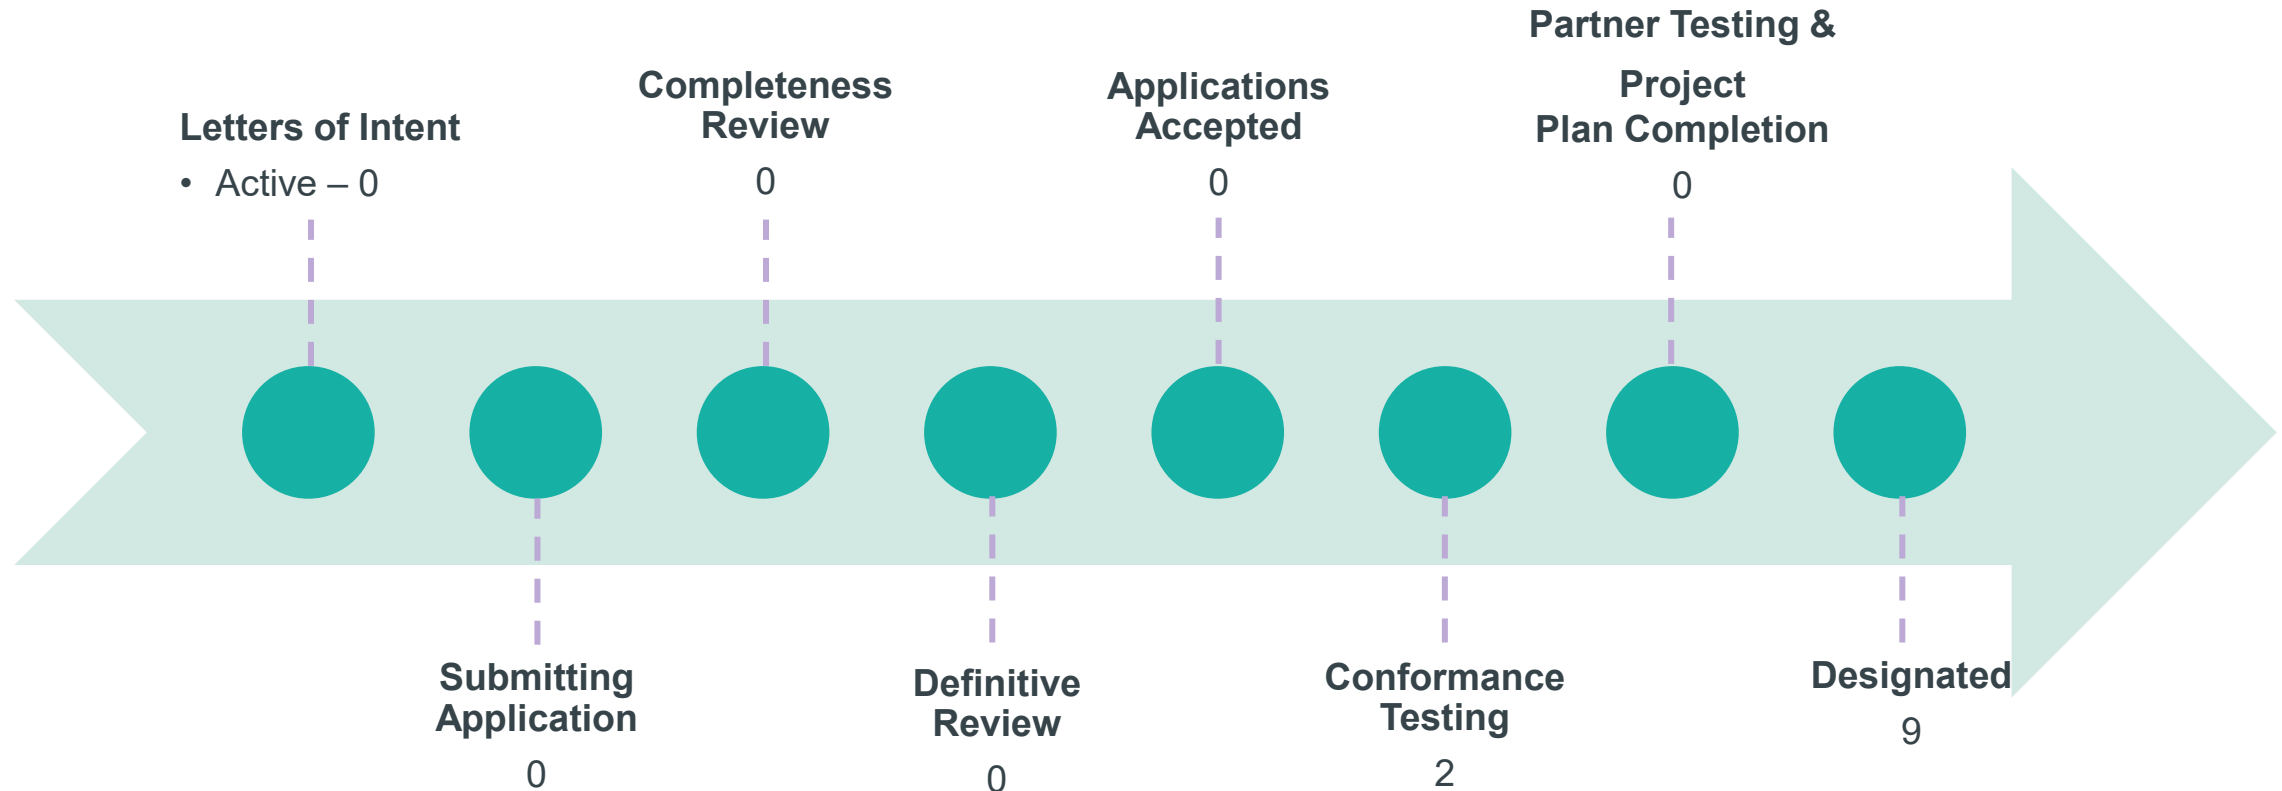 Letters of Intent
• Active – 0
Submitting
Application
0
Completeness
Review
0
Definitive
Review
0
Applications
Accepted
0
Conformance
Testing
2
Partner Testing &
Project
Plan Completion
0
Designated
9